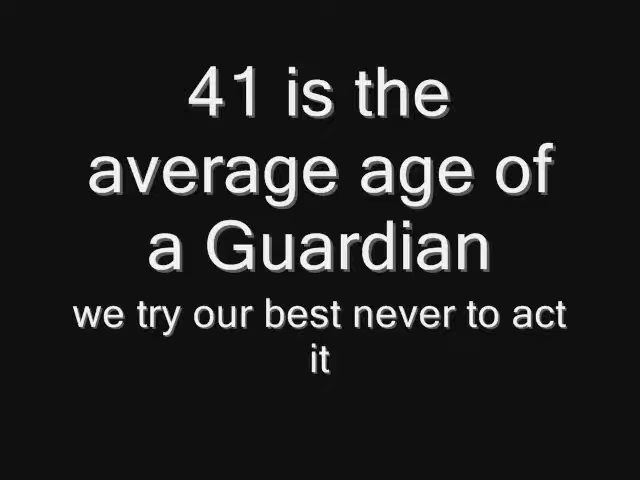 41 is the
average age of
a Guardian
we try our best never to act
it